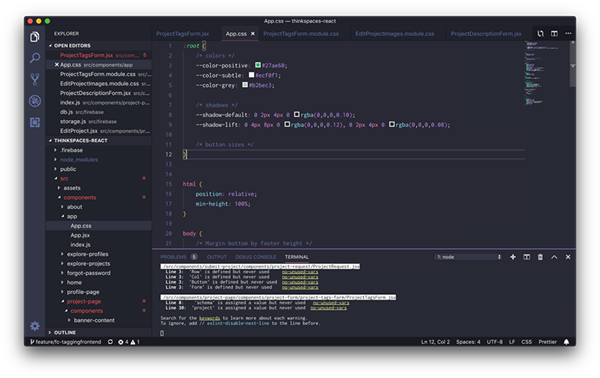 App.css — thinkspaces-react
EXPLORER
OPEN EDITORS
ProjectTagsForm.jsx src/com... 5
App.css src/components/app
ProjectTagsForm.module.css src/co...
EditProjectImages.module.css src/...
ProjectDescriptionForm.jsx src/com...
index.js src/components/app
db.js src/components
storage.js src/components
EditProject.jsx src/components/pro...
THINKSPACES-REACT
.firebase
node_modules
public
src
assets
components
about
app
App.css
App.jsx
index.js
explore-profiles
explore-projects
forgot-password
home
profile-page
project-page
components
banner-content
OUTLINE
ProjectTagsForm.jsx App.css × ProjectTagsForm.module.css EditProjectImages.module.css ProjectDescriptionForm.jsx
1 :root {
/* colors */
--color-positive: #27ae60;
--color-subtle: #ecf0f1;
--color-grey: #b2bec3;
/* shadows */
--shadow-default: 0 2px 4px 0 rgba(0,0,0,0.10);
--shadow-lift: 0 4px 8px 0 rgba(0,0,0,0.12), 0 2px 4px 0 rgba(0,0,0,0.08);
/* button sizes */
12 }
html {
position: relative;
min-height: 100%;
}
body {
/* Margin bottom by footer height */
PROBLEMS 5 OUTPUT DEBUG CONSOLE TERMINAL 1: node
./src/components/submit-project/components/project-request/ProjectRequest.jsx
Line 3: 'Row' is defined but never used no-unused-vars
Line 3: 'Col' is defined but never used no-unused-vars
Line 3: 'Button' is defined but never used no-unused-vars
Line 3: 'Form' is defined but never used no-unused-vars
./src/components/project-page/components/project-form/project-tags-form/ProjectTagsForm.jsx
Line 8: 'schema' is assigned a value but never used no-unused-vars
Line 30: 'project' is assigned a value but never used no-unused-vars
Search for the keywords to learn more about each warning.
To ignore, add // eslint-disable-next-line to the line before.
feature/fc-taggingfrontend 4 1 Ln 12, Col 2 Spaces: 4 UTF-8 LF CSS Prettier